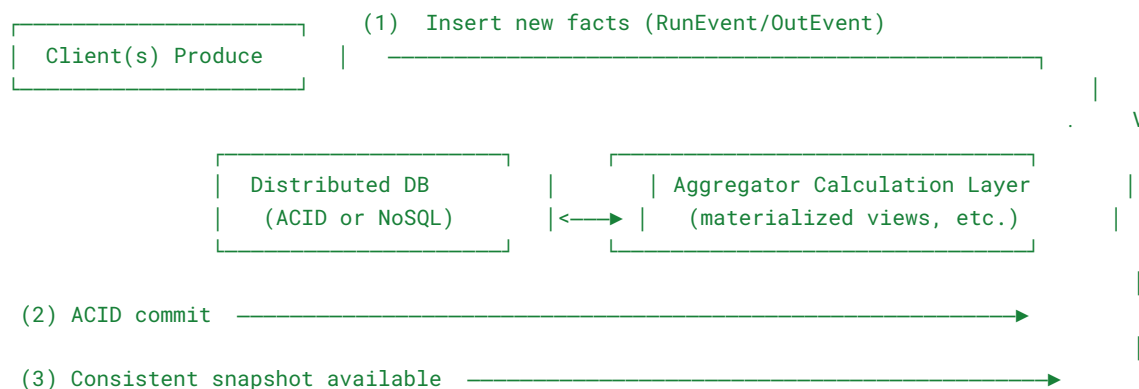 (1) Insert new facts (RunEvent/OutEvent)
Client(s) Produce
V
Distributed DB
Aggregator Calculation Layer
(ACID or NoSQL)
(materialized views, etc.)
(2) ACID commit
(3) Consistent snapshot available